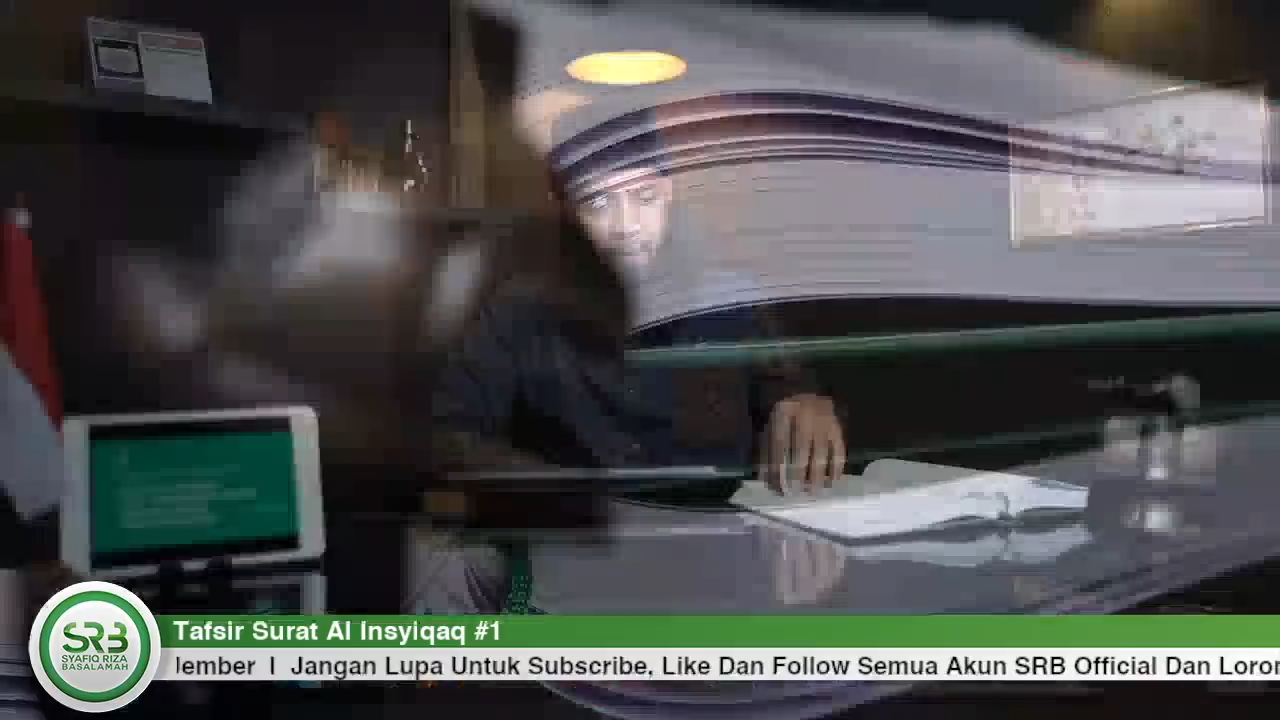 Tafsir Surat Al Insyiqaq #1
lember I Jangan Lupa Untuk Subscribe, Like Dan Follow Semua Akun SRB Official Dan Loron
SRB
SYAFIQ RIZA
BASALAMAH